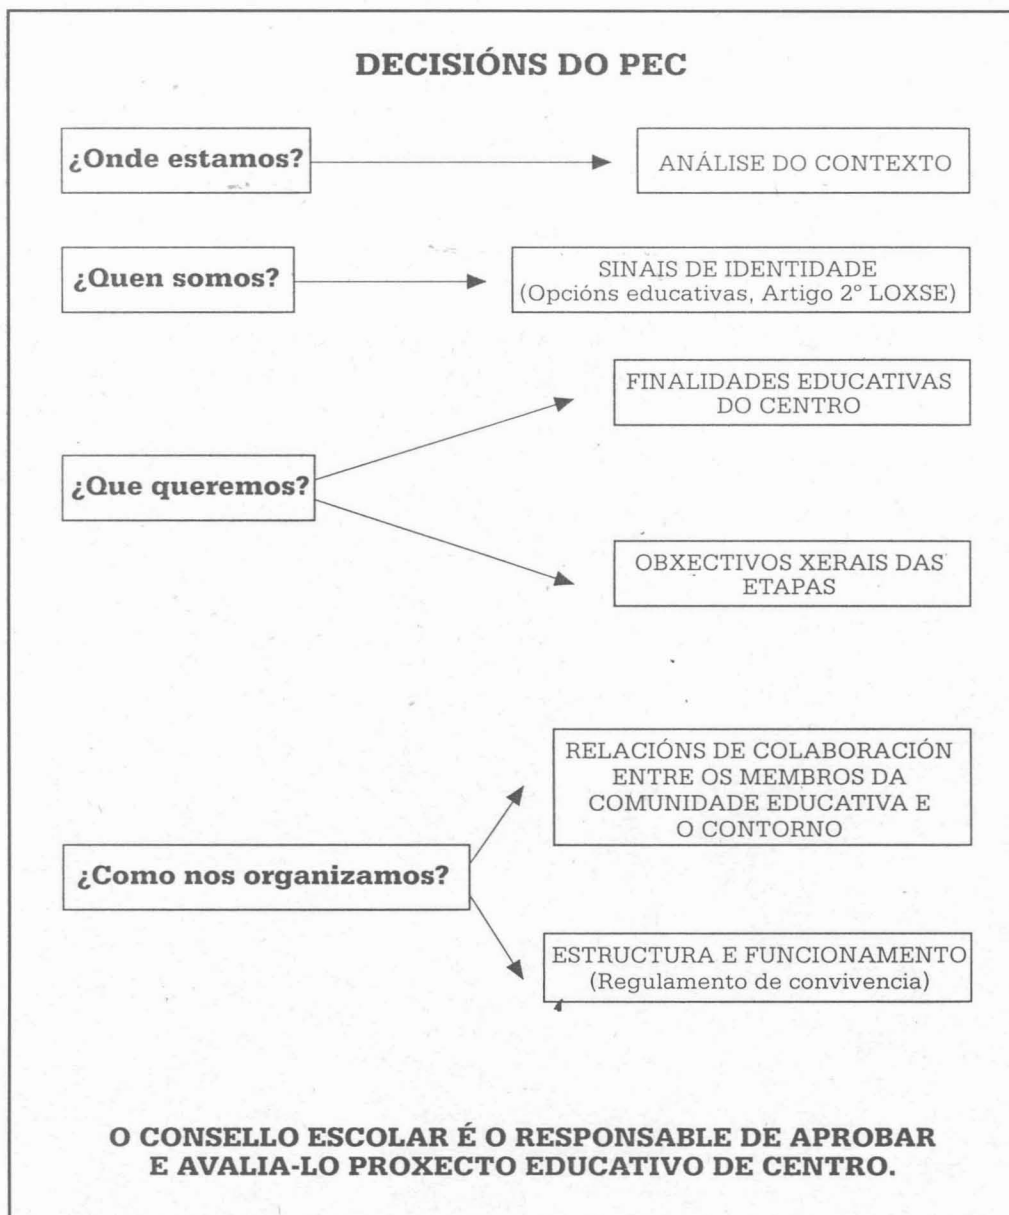 DECISIÓNS DO PEC
¿Onde estamos?
ANÁLISE DO CONTEXTO
¿Quen somos?
SINAIS DE IDENTIDADE
(Opcións educativas, Artigo 2º LOXSE)
¿Que queremos?
FINALIDADES EDUCATIVAS
DO CENTRO
OBXECTIVOS XERAIS DAS
ETAPAS
¿Como nos organizamos?
RELACIÓNS DE COLABORACIÓN
ENTRE OS MEMBROS DA
COMUNIDADE EDUCATIVA E
O CONTORNO
ESTRUCTURA E FUNCIONAMENTO
(Regulamento de convivencia)
O CONSELLO ESCOLAR É O RESPONSABLE DE APROBAR
E AVALIA-LO PROXECTO EDUCATIVO DE CENTRO.